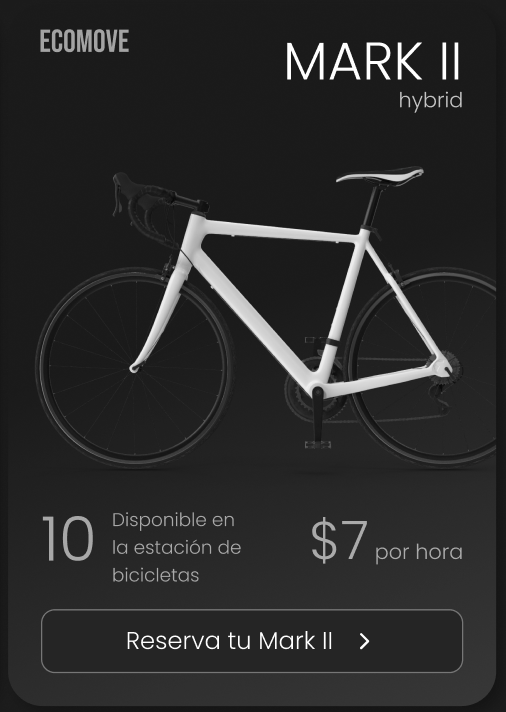 ECOMOVE
MARK II
hybrid
10
Disponible en
la estación de
bicicletas
$7 por hora
Reserva tu Mark II